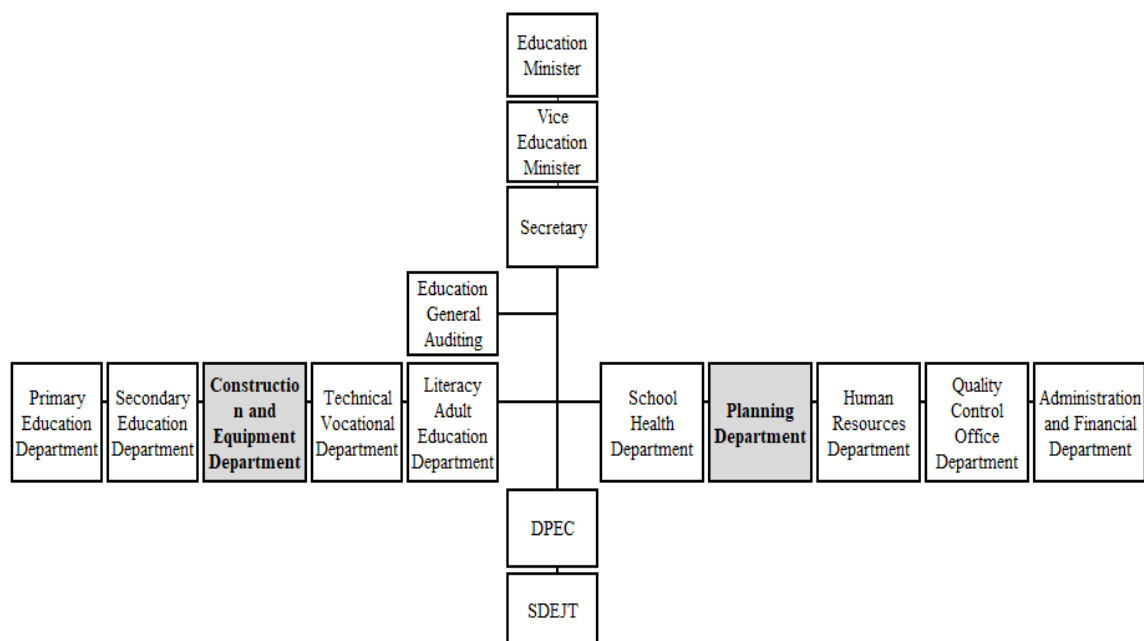 Education
Minister
Vice
Education
Minister
Secretary
Education
General
Auditing
Primary
Education
Department
Secondary
Education
Department
Constructio
n and
Equipment
Department
Technical
Vocational
Department
Literacy
Adult
Education
Department
School
Health
Department
Planning
Department
Human
Resources
Department
Quality
Control
Office
Department
Administration
and Financial
Department
DPEC
SDEJT